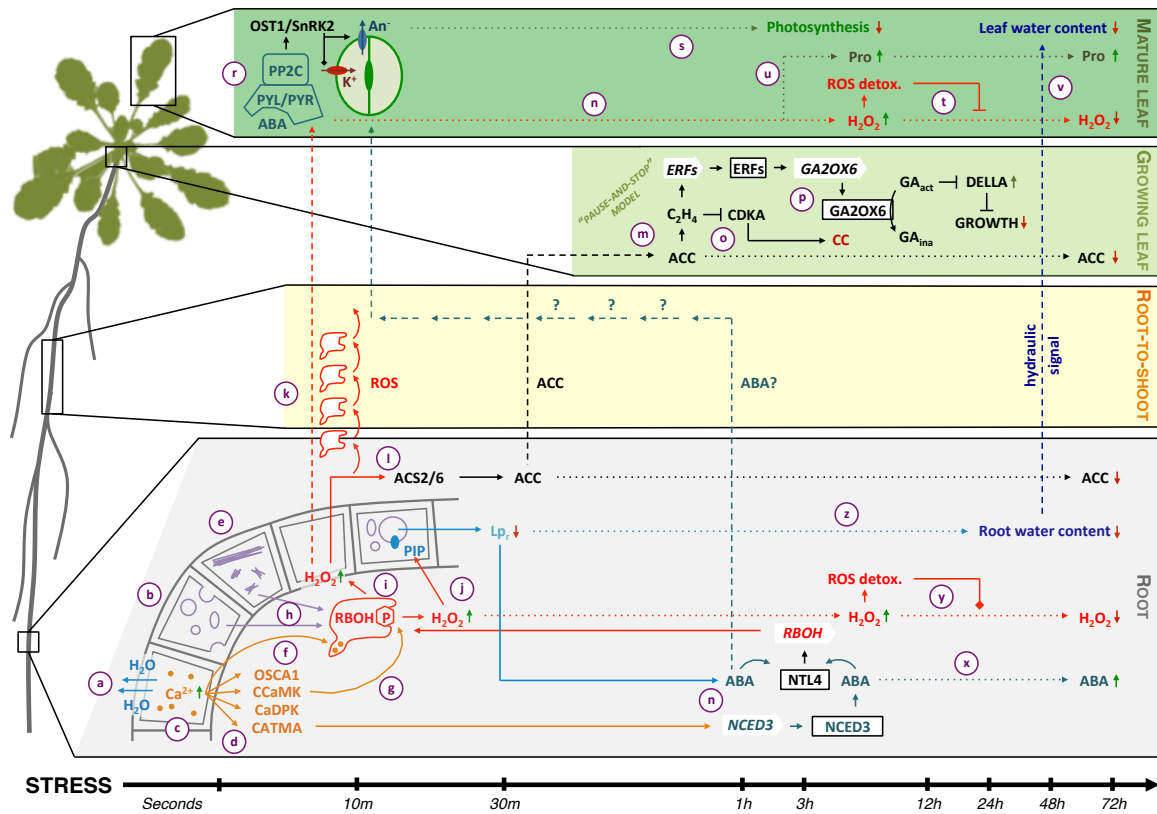 OST1/SnRK2
An-
Photosynthesis
Leaf water content
s
r
PP2C
K+
Pro
Pro
u
PYL/PYR
ROS detox.
t
v
ABA
n
H2O2
H2O2
MATURE LEAF
"PAUSE-AND-STOP" MODEL
ERFs
ERFs
GA2OX6
GAact
DELLA
p
C2H4
CDKA
GA2OX6
GROWTH
m
o
CC
GAina
ACC
ACC
GROWING LEAF
? ? ?
k
ROS
ACC
ABA?
hydraulic signal
ROOT-TO-SHOOT
l
ACS2/6
ACC
ACC
e
Lpr
z
Root water content
PIP
H2O2
i
j
ROS detox.
b
h
RBOH
P
H2O2
H2O2
y
H2O2
RBOH
f
H2O
OSCA1
a
Ca2+
CCaMK
g
ABA
NTL4
ABA
x
ABA
H2O
CaDPK
n
c
d
CATMA
NCED3
NCED3
ROOT
STRESS
Seconds
10m
30m
1h
3h
12h
24h
48h
72h